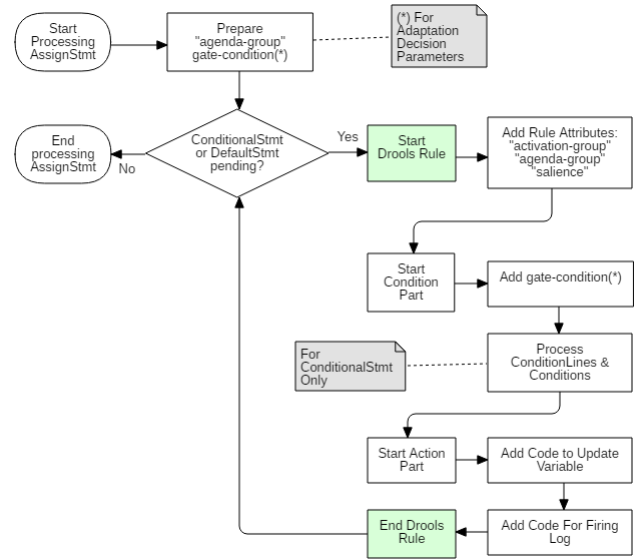 Start
Processing
AssignStmt
Prepare
"agenda-group"
gate-condition(*)
(*) For
Adaptation
Decision
Parameters
End
processing
AssignStmt
No
ConditionalStmt
or DefaultStmt
pending?
Yes
Start
Drools Rule
Add Rule Attributes:
"activation-group"
"agenda-group"
"salience"
Start
Condition
Part
Add gate-condition(*)
For
ConditionalStmt
Only
Process
ConditionLines &
Conditions
Start Action
Part
Add Code to Update
Variable
End Drools
Rule
Add Code For Firing
Log